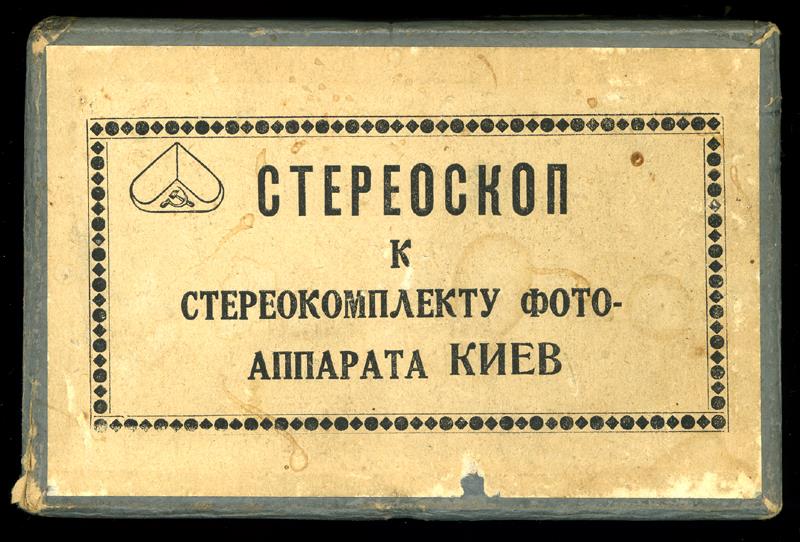 СТЕРЕОСКОП
К
СТЕРЕОКОМПЛЕКТУ ФОТО-
АППАРАТА КИЕВ